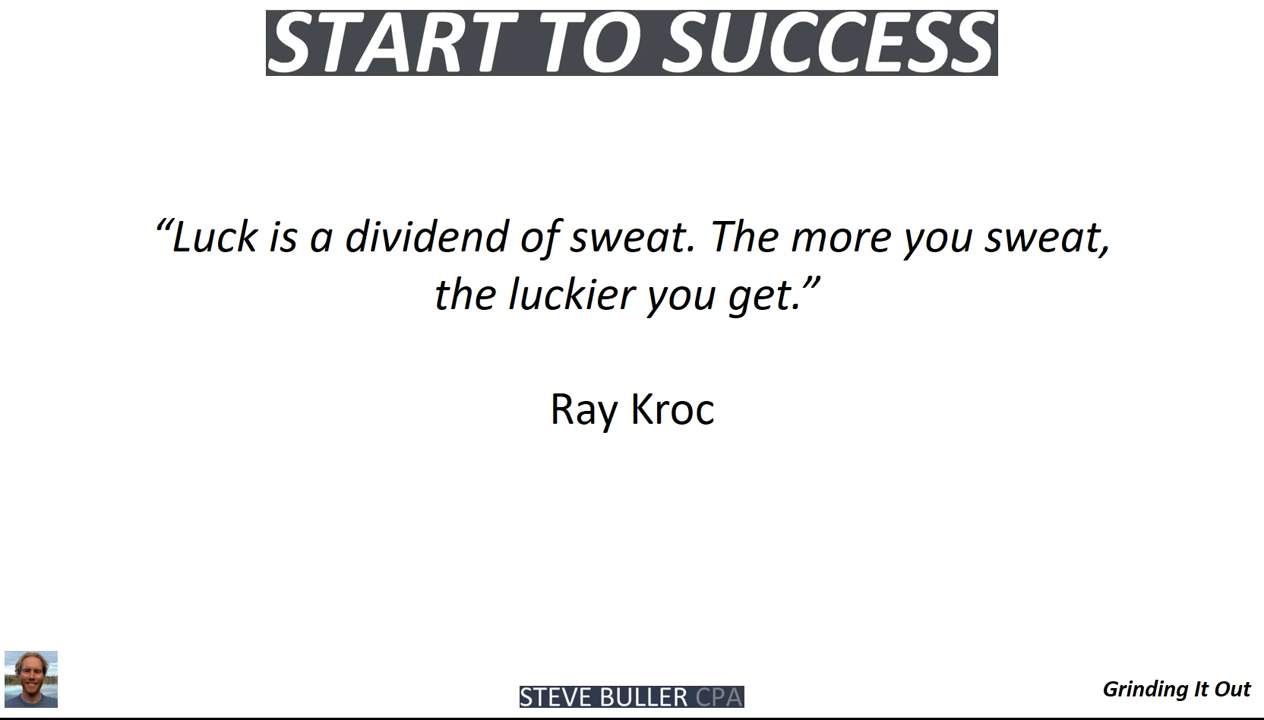 START TO SUCCESS
“Luck is a dividend of sweat. The more you sweat,
the luckier you get.”
Ray Kroc
STEVE BULLER CPA
Grinding It Out